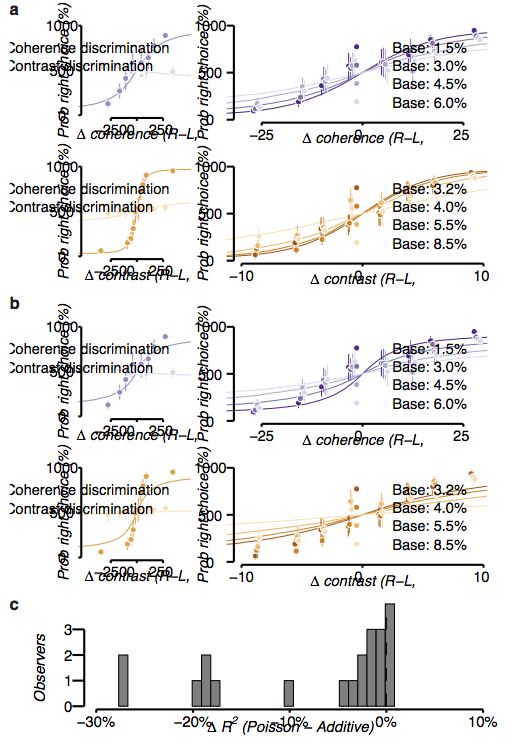 a
Prob right choice (%)
100
50
0
Coherence discrimination
Contrast discrimination
−25 0 0 25 0
Δ coherence (R−L,
Prob right choice (%)
100
50
0
Base: 1.5%
Base: 3.0%
Base: 4.5%
Base: 6.0%
−25 0 25
Δ coherence (R−L,
Prob right choice (%)
Coherence discrimination
Contrast discrimination
Δ contrast (R−L,
Prob right choice (%)
Base: 3.2%
Base: 4.0%
Base: 5.5%
Base: 8.5%
−10 0 10
Δ contrast (R−L,
b
Prob right choice (%)
Coherence discrimination
Contrast discrimination
Δ coherence (R−L,
Prob right choice (%)
Base: 1.5%
Base: 3.0%
Base: 4.5%
Base: 6.0%
−25 0 25
Δ coherence (R−L,
Prob right choice (%)
Coherence discrimination
Contrast discrimination
Δ contrast (R−L,
Prob right choice (%)
Base: 3.2%
Base: 4.0%
Base: 5.5%
Base: 8.5%
−10 0 10
Δ contrast (R−L,
c
Observers
3
2
1
0
−30% −20% −10% 0% 10%
Δ R² (Poisson − Additive)